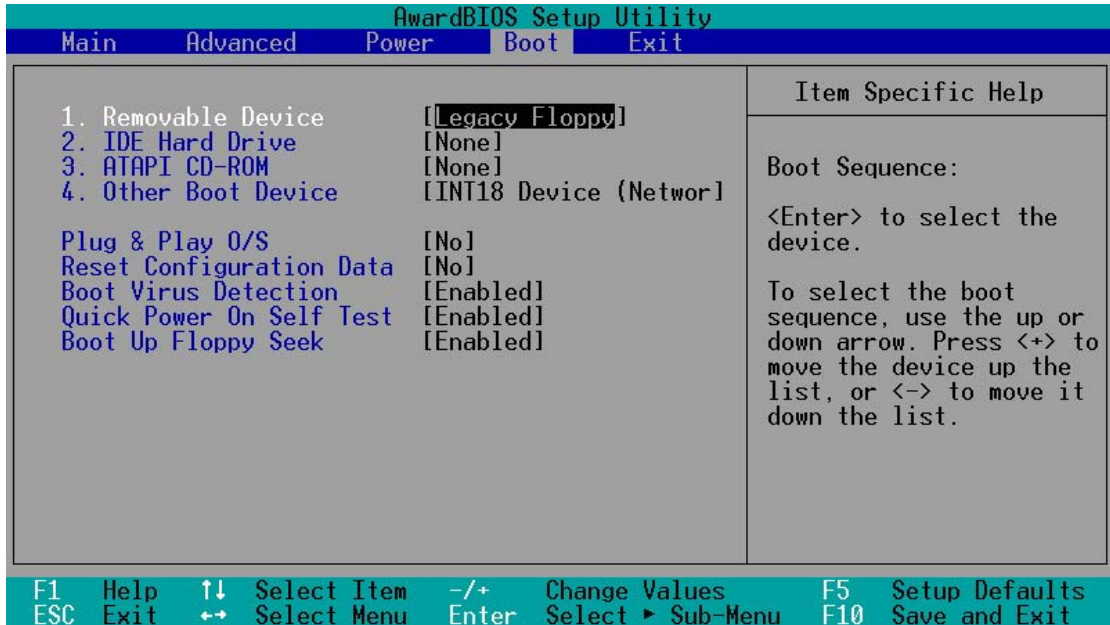 AwardBIOS Setup Utility
Main Advanced Power Boot Exit
1. Removable Device [Legacy Floppy]
2. IDE Hard Drive [None]
3. ATAPI CD-ROM [None]
4. Other Boot Device [INT18 Device (Networ]
Plug & Play O/S [No]
Reset Configuration Data [No]
Boot Virus Detection [Enabled]
Quick Power On Self Test [Enabled]
Boot Up Floppy Seek [Enabled]
Item Specific Help
Boot Sequence:
<Enter> to select the
device.
To select the boot
sequence, use the up or
down arrow. Press <+> to
move the device up the
list, or <-> to move it
down the list.
F1 Help ↑↓ Select Item -/+ Change Values F5 Setup Defaults
ESC Exit ←→ Select Menu Enter Select ► Sub-Menu F10 Save and Exit